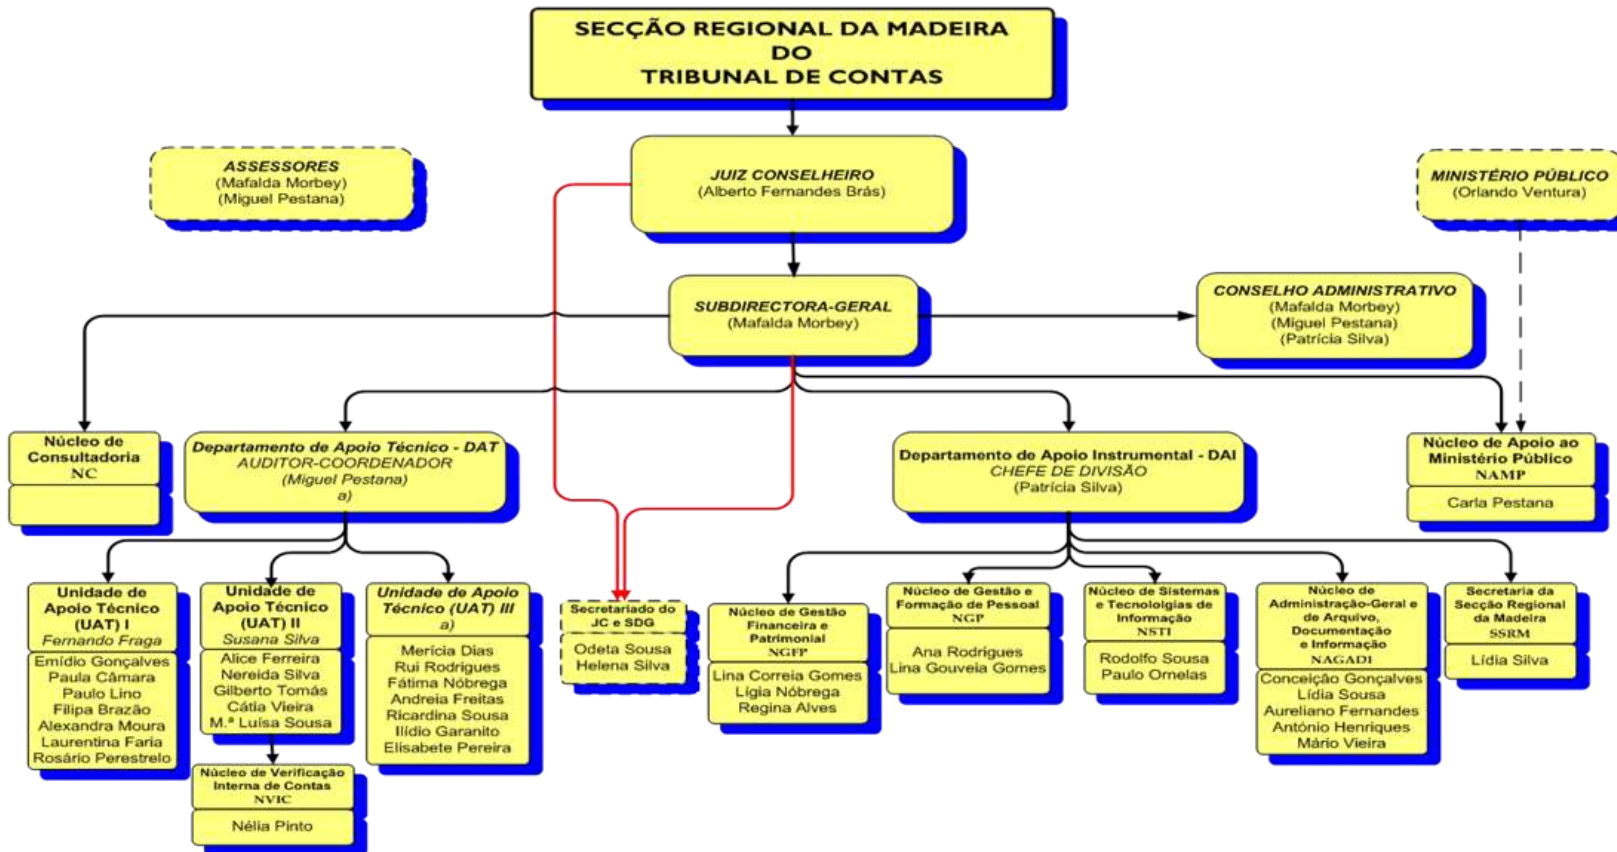 SECÇÃO REGIONAL DA MADEIRA
DO
TRIBUNAL DE CONTAS
ASSESSORES
(Mafalda Morbey)
(Miguel Pestana)
JUIZ CONSELHEIRO
(Alberto Fernandes Brás)
MINISTÉRIO PÚBLICO
(Orlando Ventura)
SUBDIRECTORA-GERAL
(Mafalda Morbey)
CONSELHO ADMINISTRATIVO
(Mafalda Morbey)
(Miguel Pestana)
(Patrícia Silva)
Núcleo de
Consultadoria
NC
Departamento de Apoio Técnico - DAT
AUDITOR-COORDENADOR
(Miguel Pestana)
a)
Departamento de Apoio Instrumental - DAI
CHEFE DE DIVISÃO
(Patrícia Silva)
Núcleo de Apoio ao
Ministério Público
NAMP
Carla Pestana
Unidade de
Apoio Técnico
(UAT) I
Fernando Fraga
Emídio Gonçalves
Paula Câmara
Paulo Lino
Filipa Brazão
Alexandra Moura
Laurentina Faria
Rosário Perestrelo
Unidade de
Apoio Técnico
(UAT) II
Susana Silva
Alice Ferreira
Nereida Silva
Gilberto Tomás
Cátia Vieira
M.ª Luísa Sousa
Núcleo de Verificação
Interna de Contas
NVIC
Nélia Pinto
Unidade de Apoio
Técnico (UAT) III
a)
Merícia Dias
Rui Rodrigues
Fátima Nóbrega
Andreia Freitas
Ricardina Sousa
Ilídio Garanito
Elisabete Pereira
Secretariado do
JC e SDG
Odeta Sousa
Helena Silva
Núcleo de Gestão
Financeira e
Patrimonial
NGFP
Lina Correia Gomes
Lígia Nóbrega
Regina Alves
Núcleo de Gestão e
Formação de Pessoal
NGP
Ana Rodrigues
Lina Gouveia Gomes
Núcleo de Sistemas
e Tecnololgias de
Informação
NSTI
Rodolfo Sousa
Paulo Ornelas
Núcleo de
Administração-Geral e
de Arquivo,
Documentação
e Informação
NAGADI
Conceição Gonçalves
Lídia Sousa
Aureliano Fernandes
António Henriques
Mário Vieira
Secretaria da
Secção Regional
da Madeira
SSRM
Lídia Silva